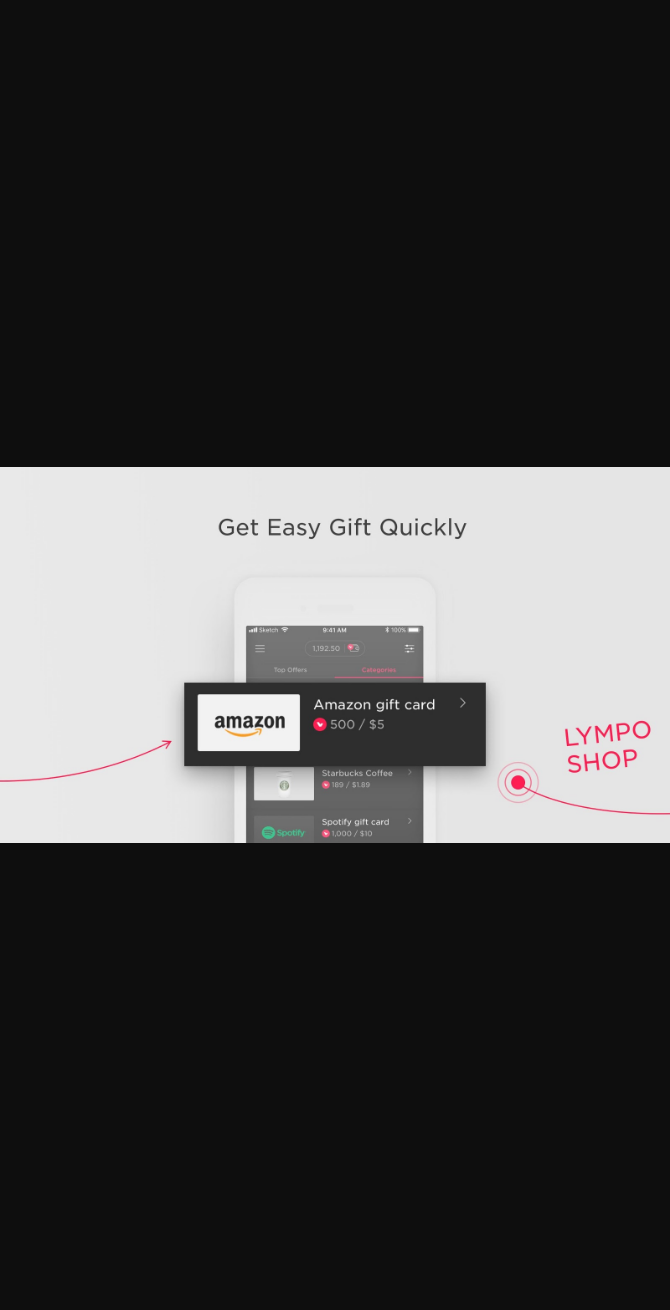 Get Easy Gift Quickly
Sketch 9:41 AM 100%
1,192.50
Top Offers Categories
amazon
Amazon gift card
500 / $5
Starbucks Coffee
189 / $1,89
Spotify
Spotify gift card
1,000 / $10
LYMPO
SHOP